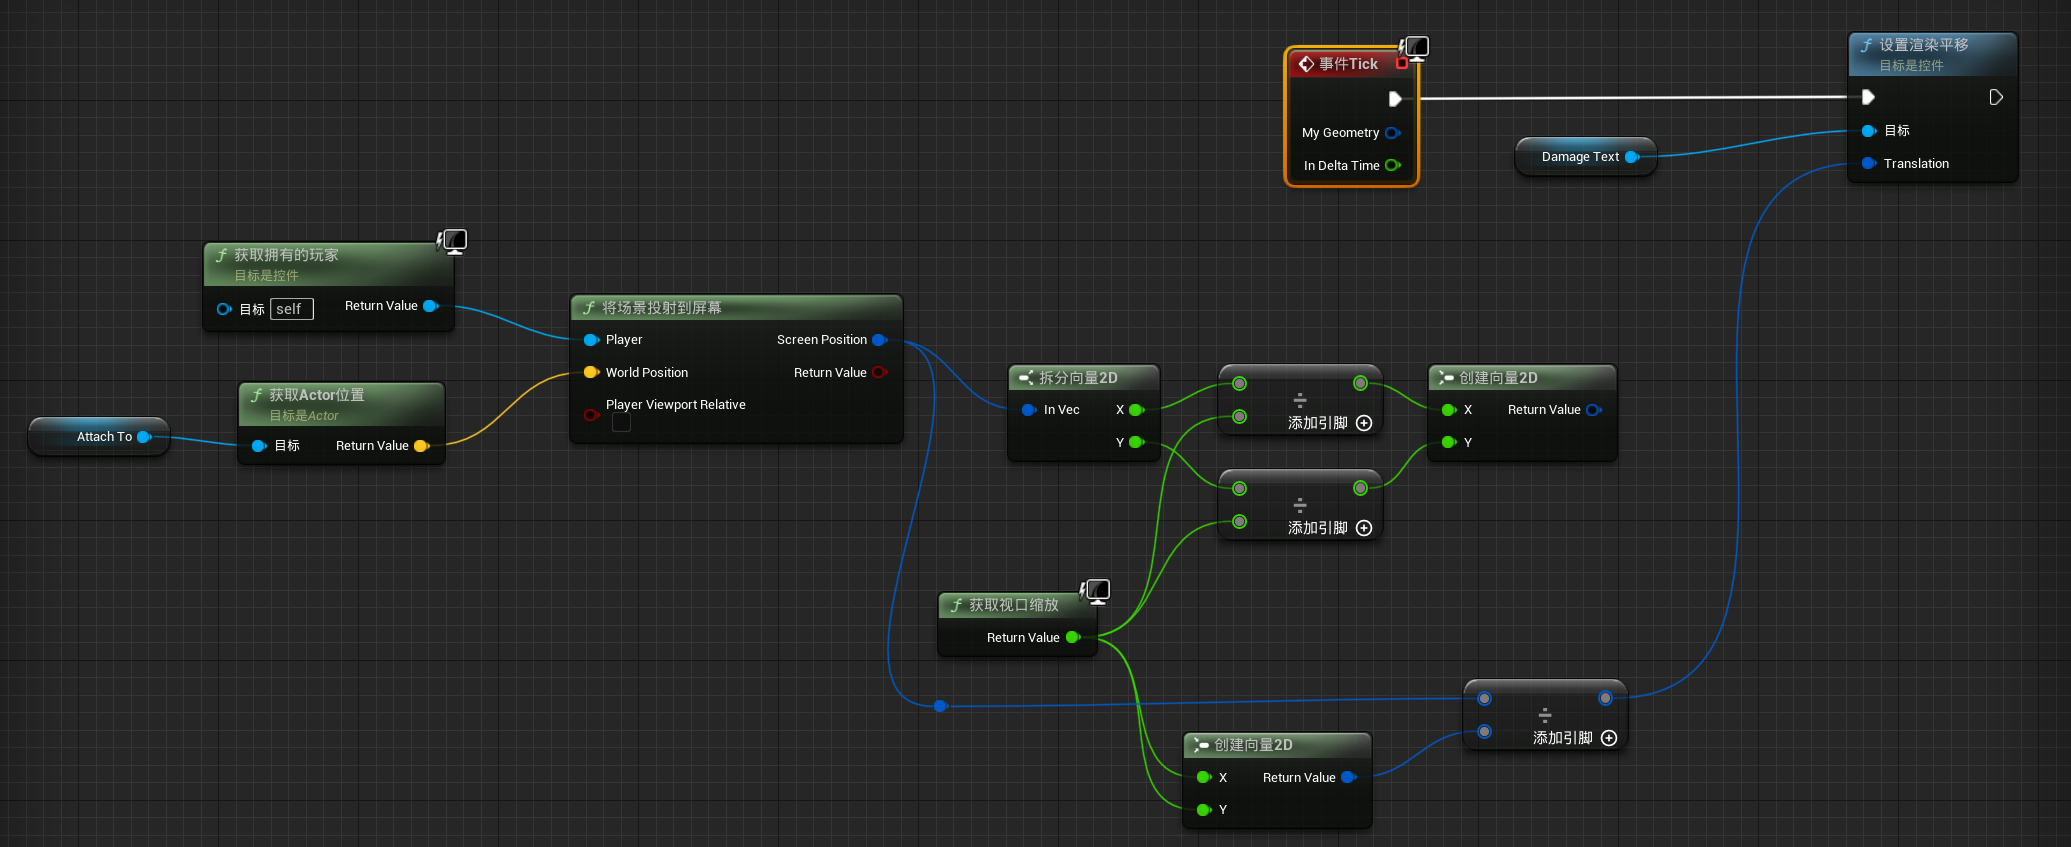 事件Tick
My Geometry
In Delta Time
设置渲染平移
目标是控件
目标
Translation
Damage Text
获取拥有的玩家
目标是控件
目标 self
Return Value
将场景投射到屏幕
Player
Screen Position
World Position
Return Value
Player Viewport Relative
获取Actor位置
目标是Actor
目标
Return Value
Attach To
拆分向量2D
In Vec
X
Y
÷
添加引脚
÷
添加引脚
创建向量2D
X
Return Value
Y
获取视口缩放
Return Value
÷
添加引脚
创建向量2D
X
Return Value
Y